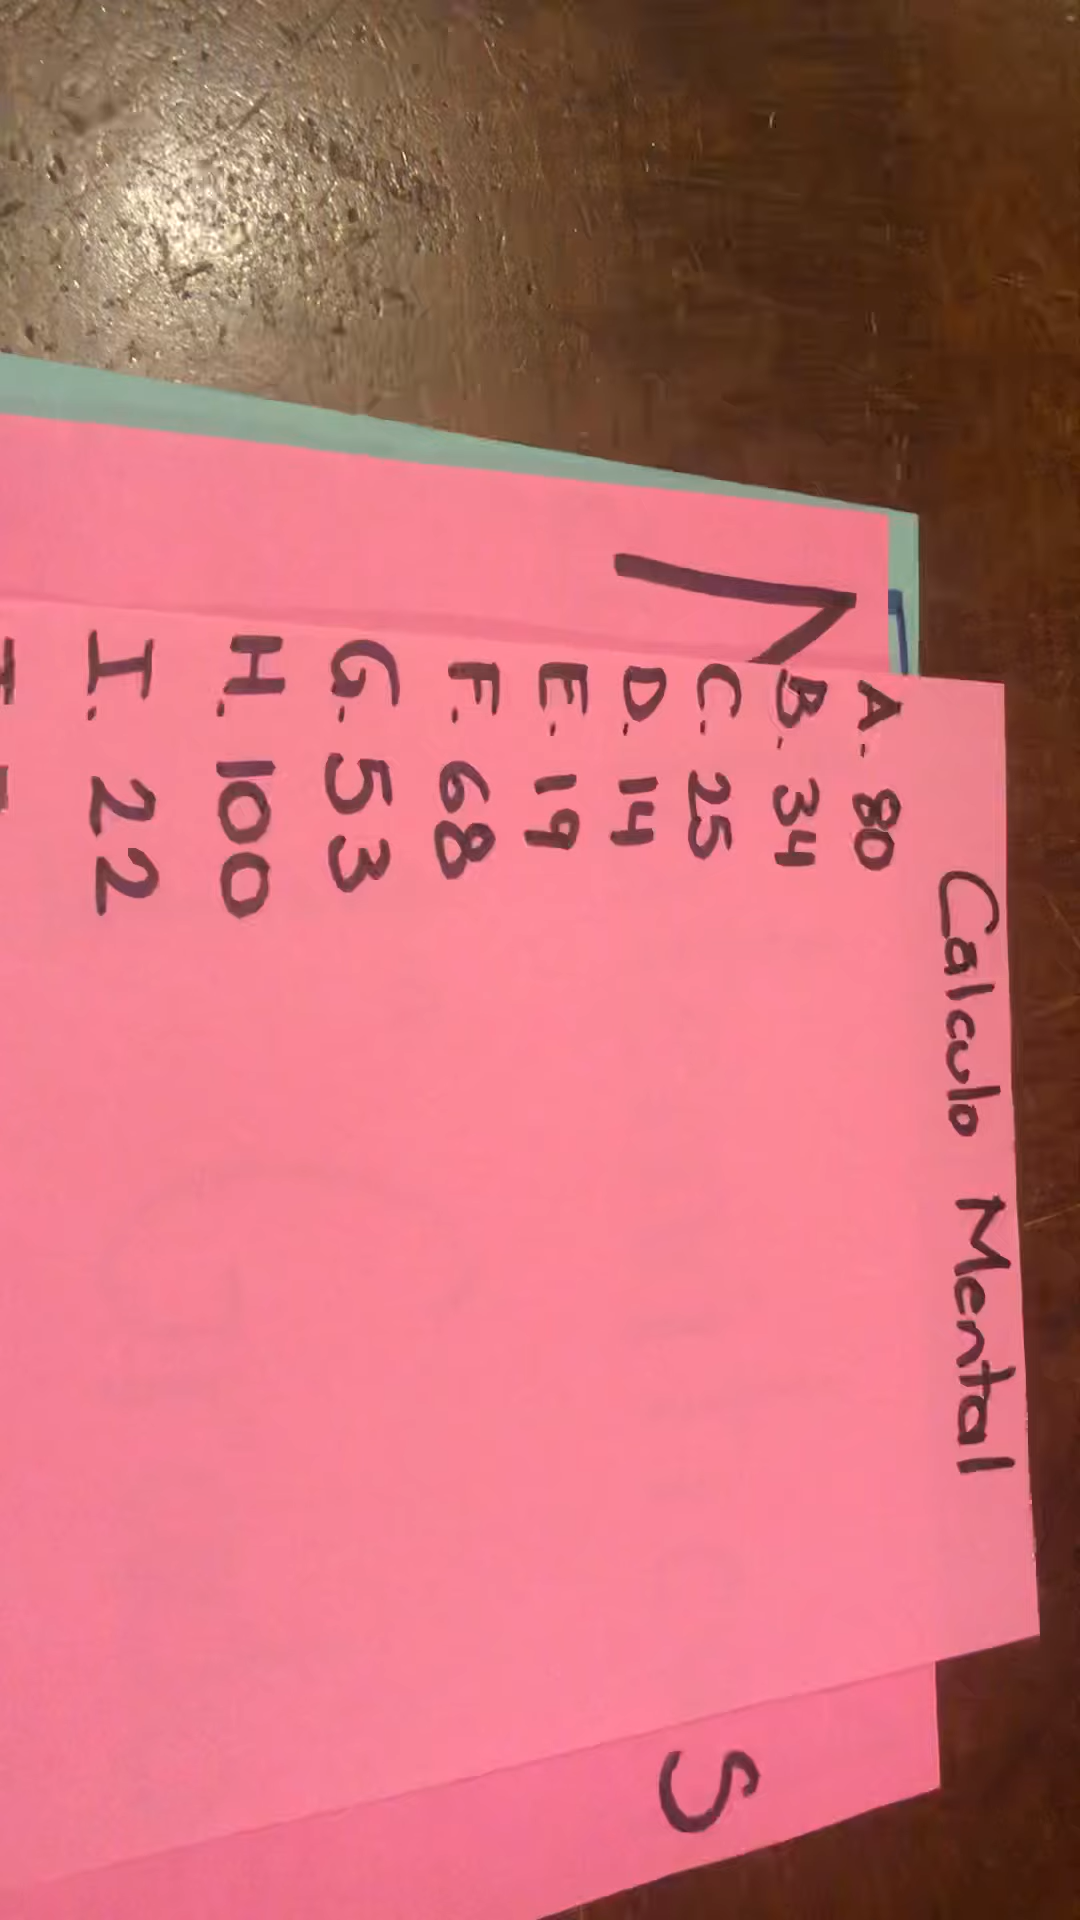 Calculo Mental
A. 80
B. 34
C. 25
D. 14
E. 19
F. 68
G. 53
H. 100
I. 22
S